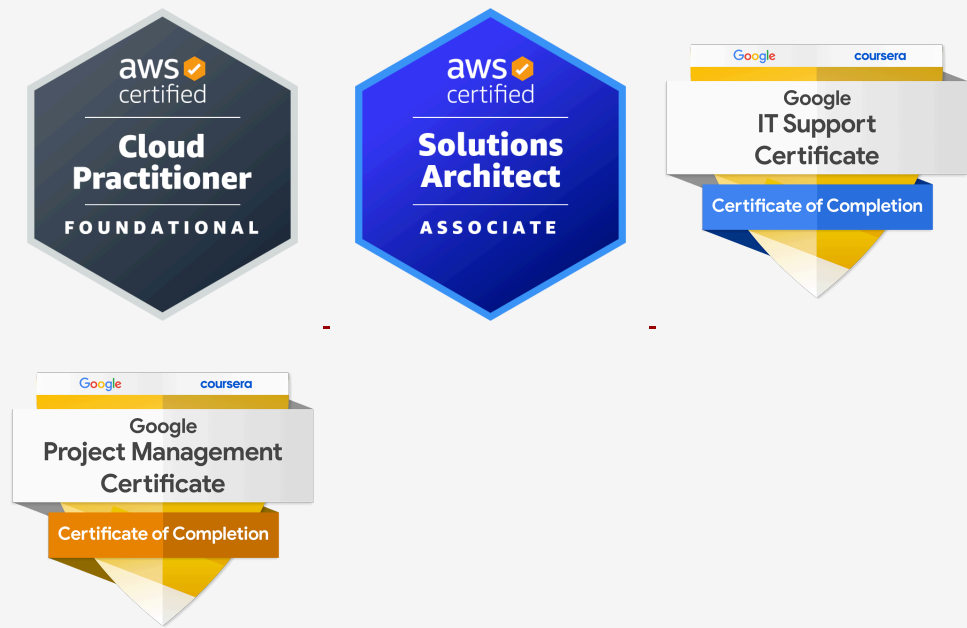 aws
certified
Cloud
Practitioner
FOUNDATIONAL
aws
certified
Solutions
Architect
ASSOCIATE
Google coursera
Google
IT Support
Certificate
Certificate of Completion
Google coursera
Google
Project Management
Certificate
Certificate of Completion